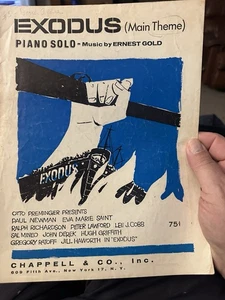 EXODUS (Main Theme)
PIANO SOLO - Music by ERNEST GOLD
EXODUS
OTTO PREMINGER PRESENTS
PAUL NEWMAN EVA MARIE SAINT
RALPH RICHARDSON PETER LAWFORD LEE J. COBB
SAL MINEO JOHN DEREK HUGH GRIFFITH
GREGORY RATOFF JILL HAWORTH IN "EXODUS"
75¢
CHAPPELL & CO., Inc.
609 Fifth Ave., New York 17, N. Y.